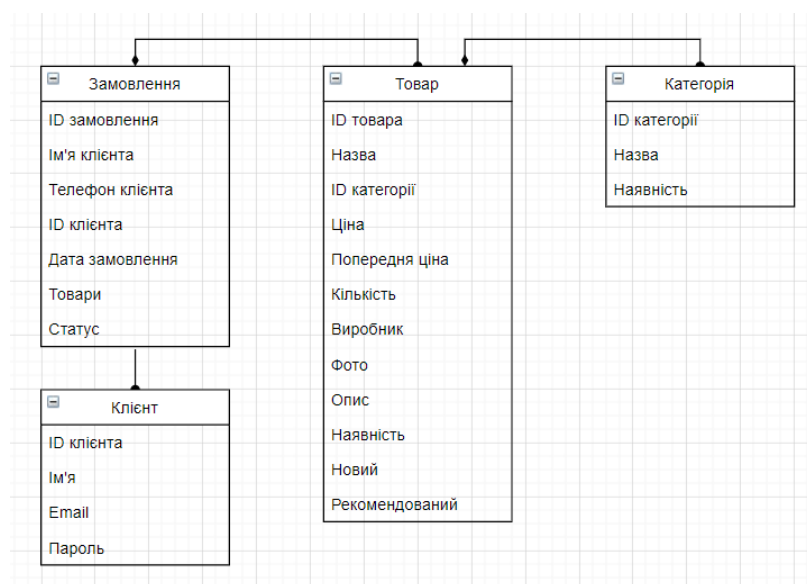 Замовлення
ID замовлення
Ім'я клієнта
Телефон клієнта
ID клієнта
Дата замовлення
Товари
Статус
Клієнт
ID клієнта
Ім'я
Email
Пароль
Товар
ID товара
Назва
ID категорії
Ціна
Попередня ціна
Кількість
Виробник
Фото
Опис
Наявність
Новий
Рекомендований
Категорія
ID категорії
Назва
Наявність